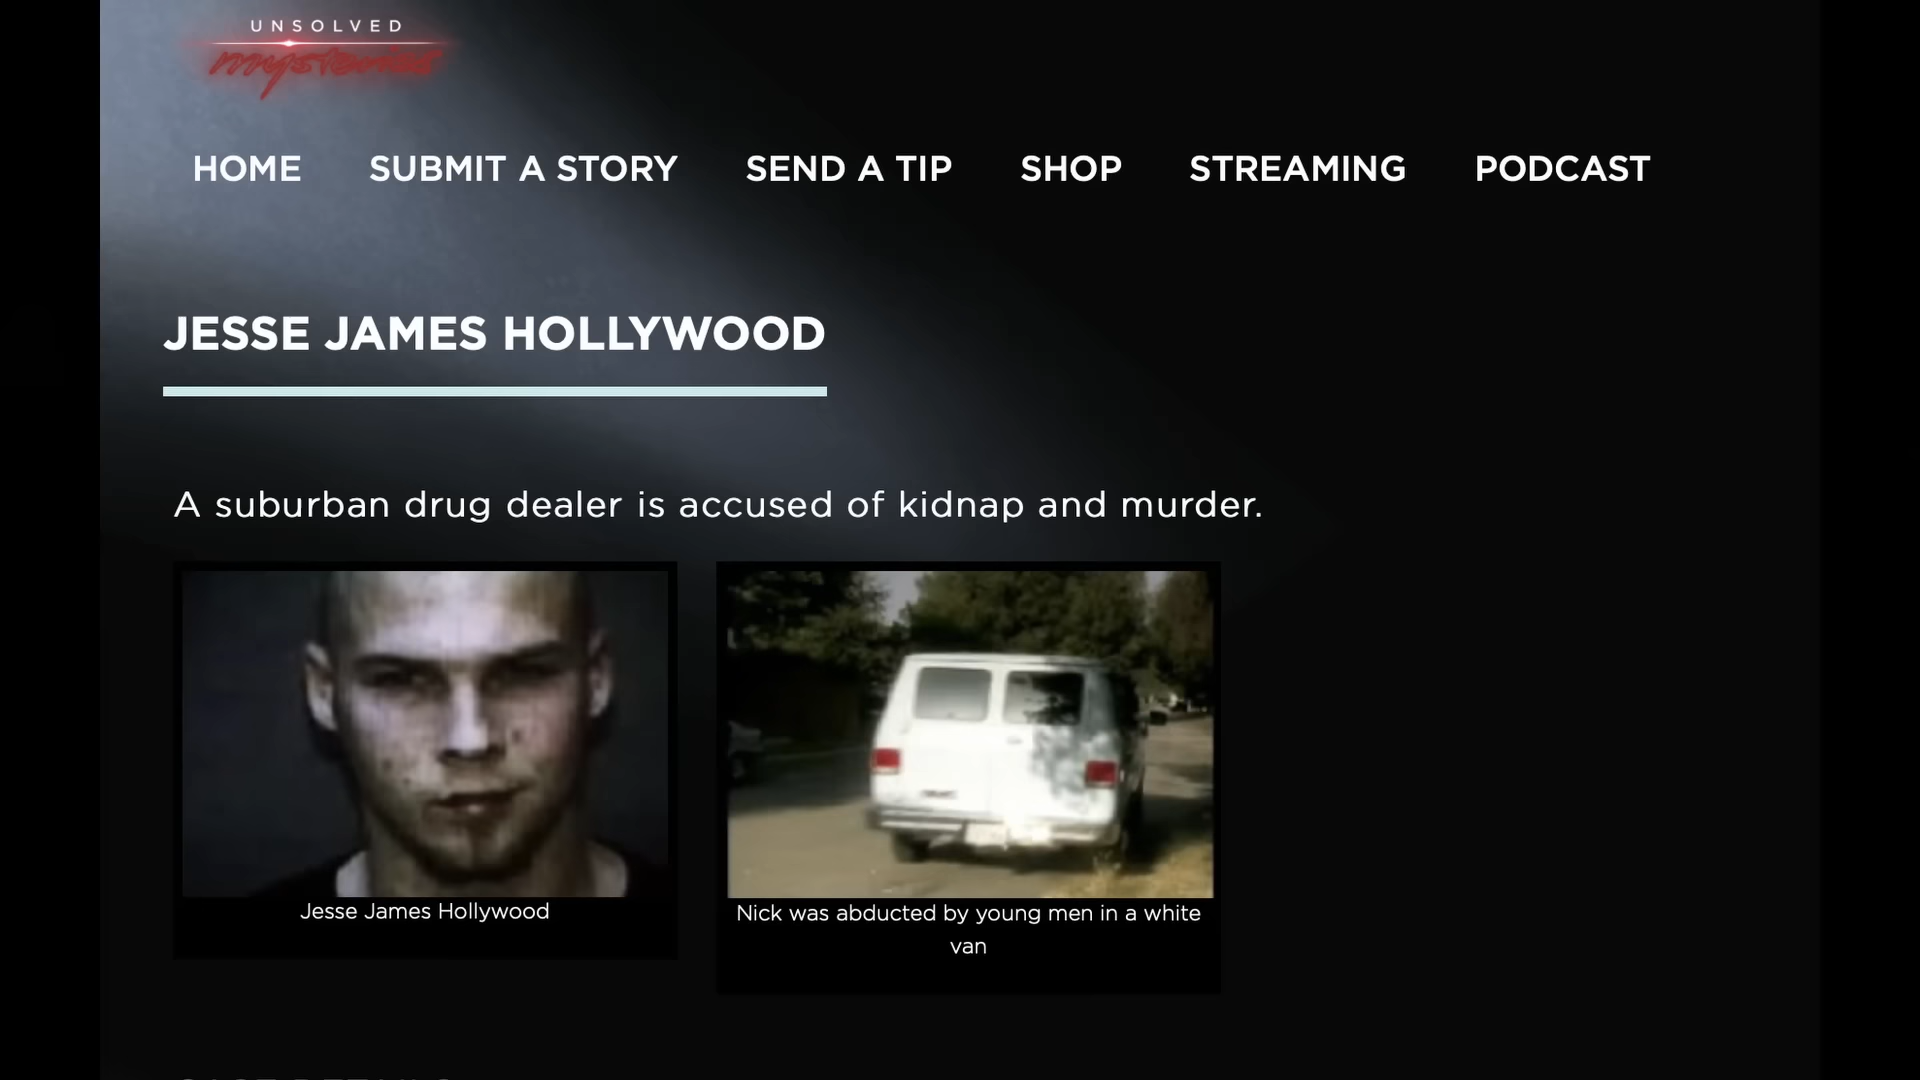 UNSOLVED
mysteries
HOME SUBMIT A STORY SEND A TIP SHOP STREAMING PODCAST
JESSE JAMES HOLLYWOOD
A suburban drug dealer is accused of kidnap and murder.
Jesse James Hollywood
Nick was abducted by young men in a white
van